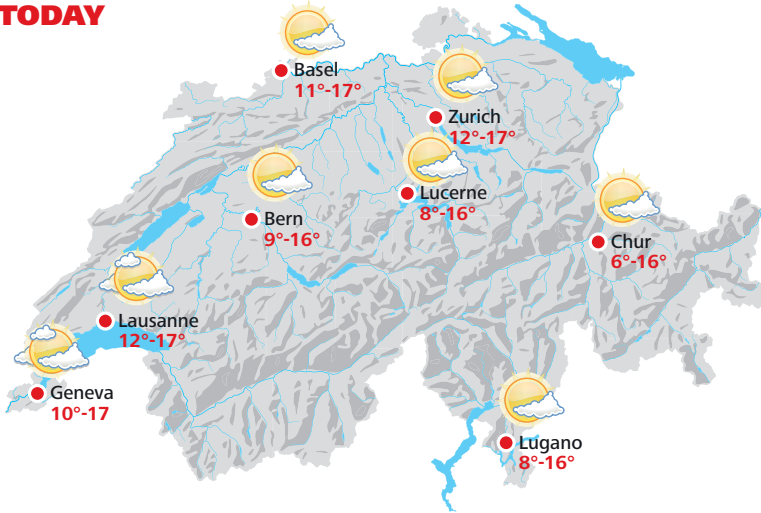 TODAY
Basel
11°-17°
Zurich
12°-17°
Lucerne
8°-16°
Bern
9°-16°
Chur
6°-16°
Lausanne
12°-17°
Geneva
10°-17
Lugano
8°-16°